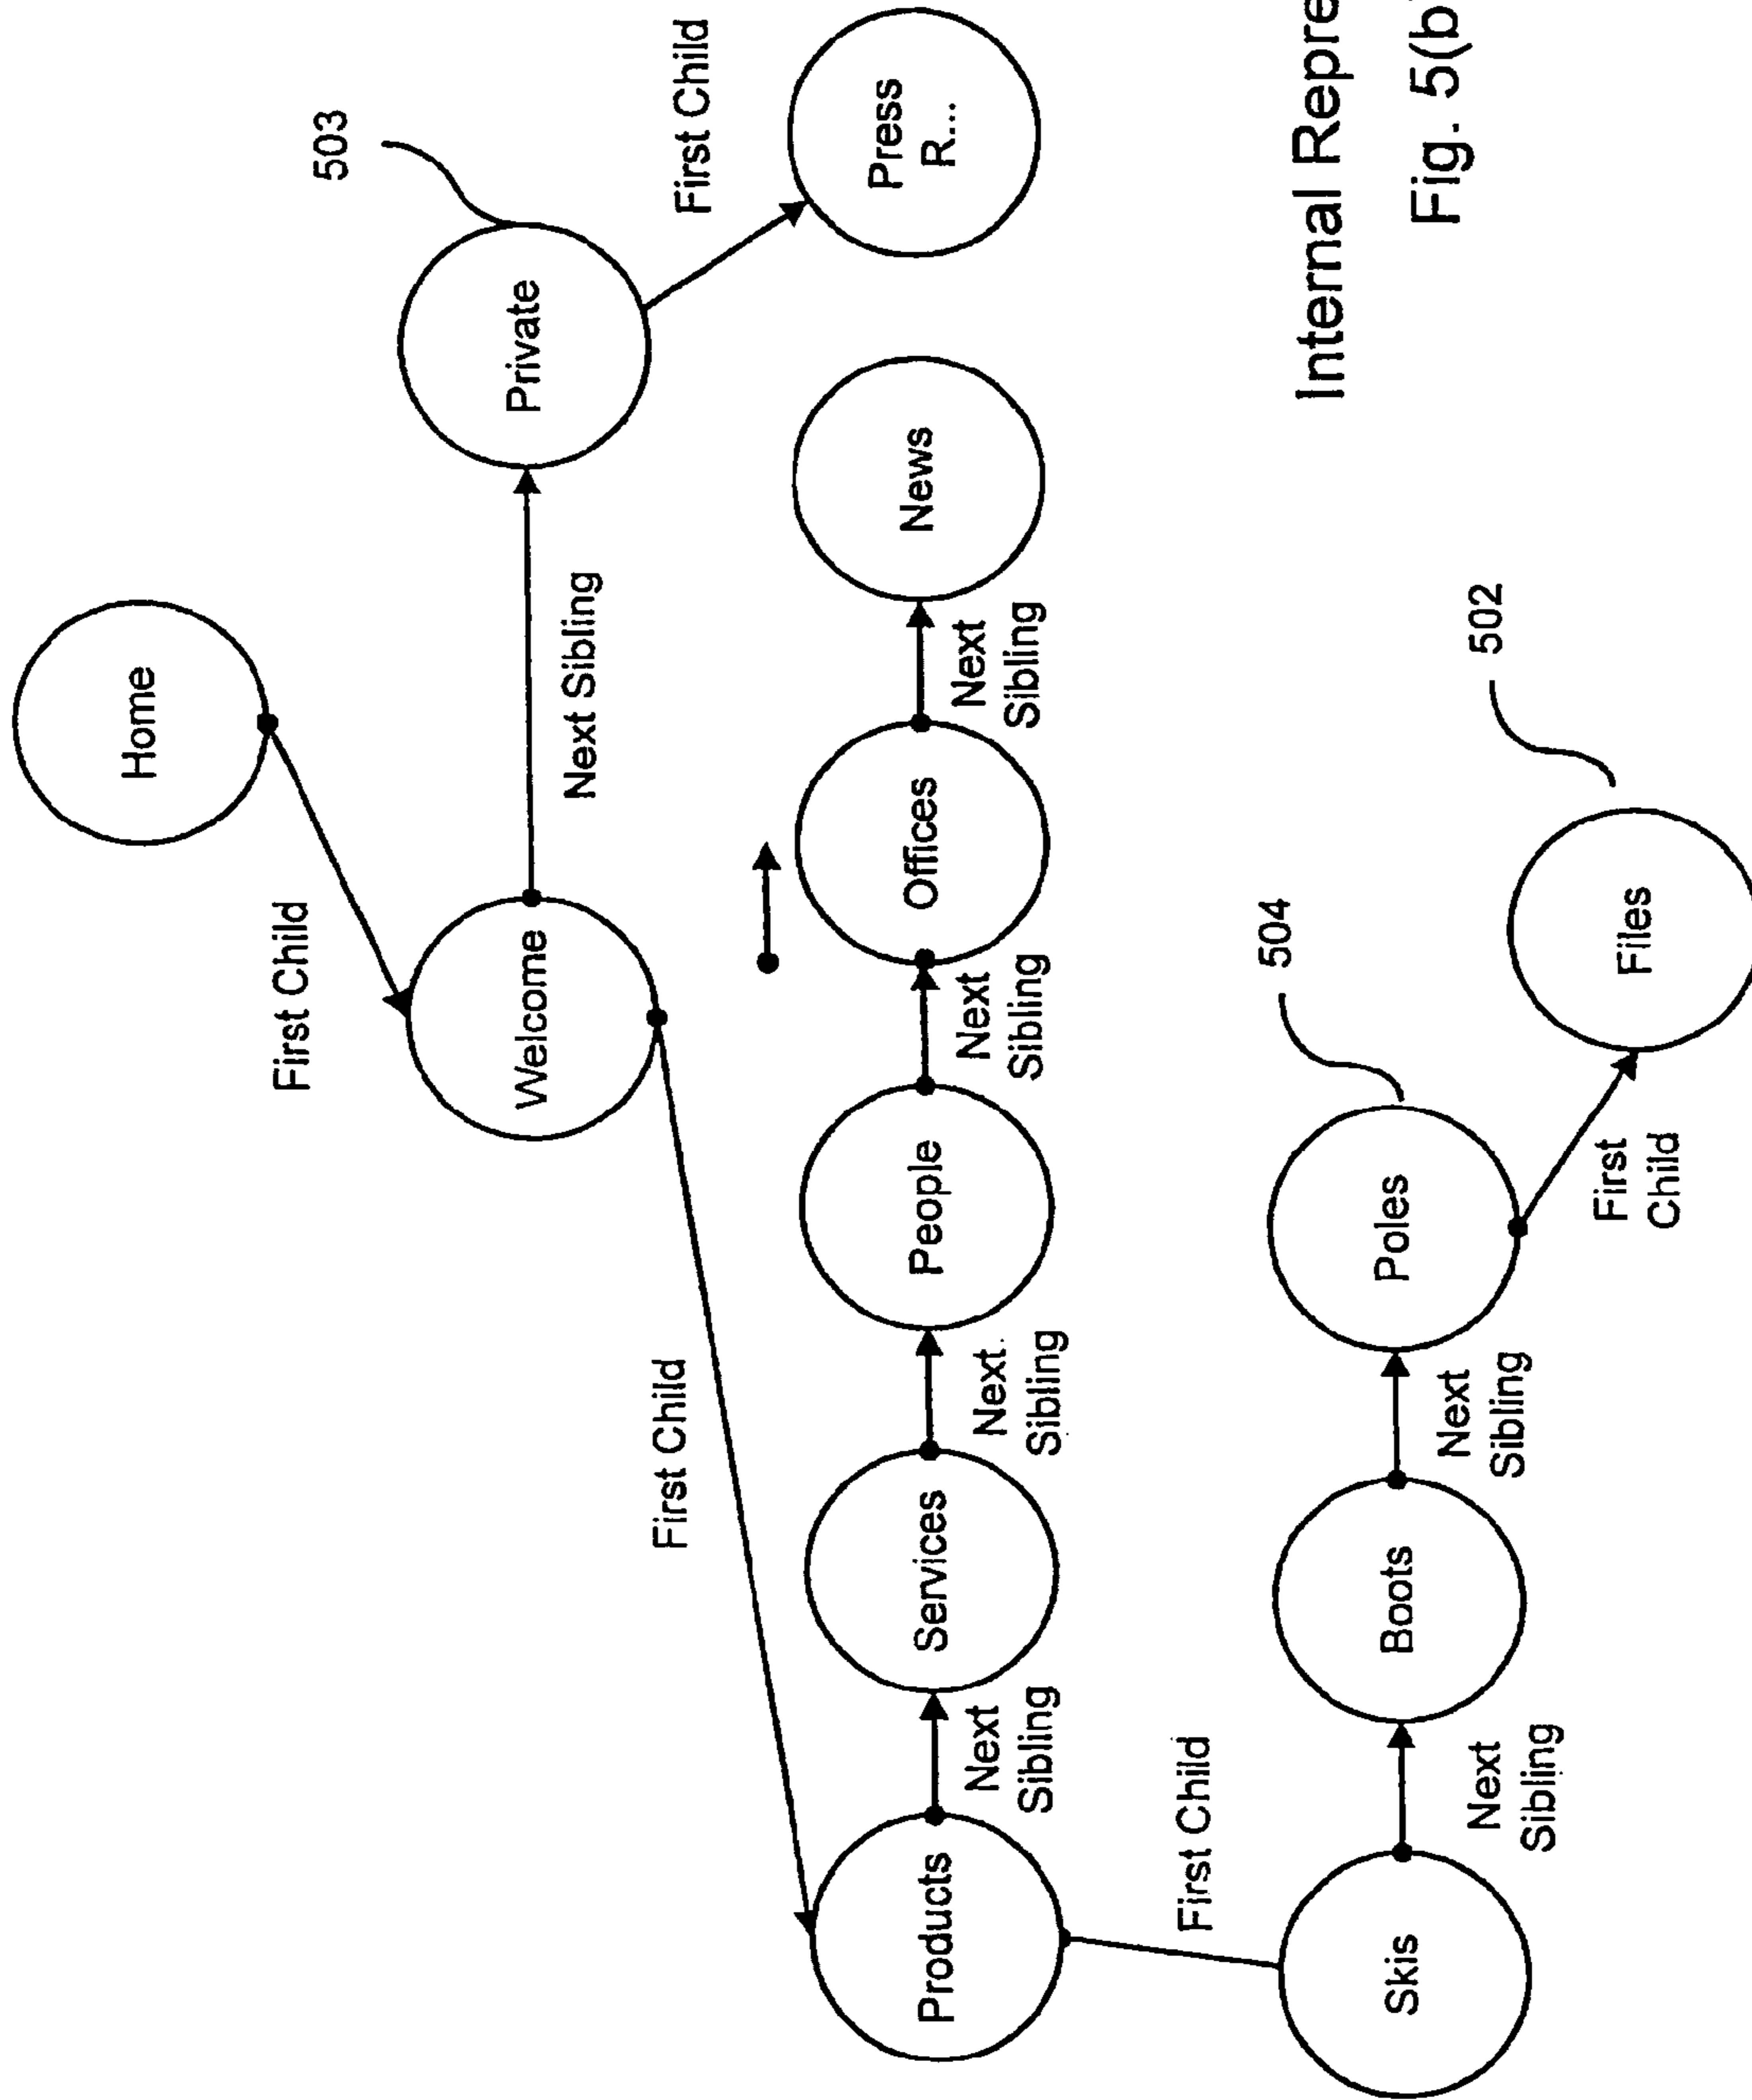 Home
First Child
503
Welcome
Private
Next Sibling
First Child
First Child
Products
Services
People
Offices
News
Press
R...
Next
Sibling
Next
Sibling
Next
Sibling
Next
Sibling
First Child
504
Internal Repre
Skis
Boots
Poles
Fig. 5(b
Next
Sibling
Next
Sibling
502
First
Child
Files